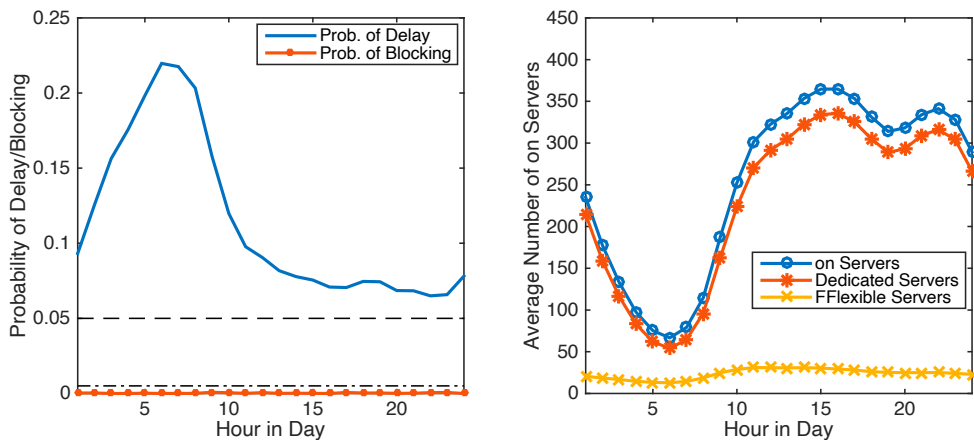 0.25
0.2
0.15
0.1
0.05
0
Probability of Delay/Blocking
Prob. of Delay
Prob. of Blocking
5
10
15
20
Hour in Day
450
400
350
300
250
200
150
100
50
0
Average Number of on Servers
on Servers
Dedicated Servers
FFlexible Servers
5
10
15
20
Hour in Day